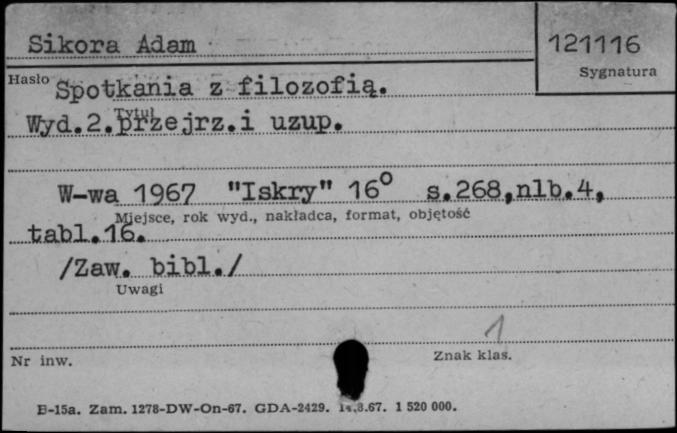 Sikora Adam
121116
Hasło
Sygnatura
Spotkania z filozofią.
Tytuł
Wyd.2.przejrz.i uzup.
W-wa 1967 "Iskry" 16° s.268,nlb.4,
Miejsce, rok wyd., nakładca, format, objętość
tabl.16.
/Zaw. bibl./
Uwagi
1
Nr inw.
Znak klas.
B-15a. Zam. 1278-DW-On-67. GDA-2429. 14.8.67. 1 520 000.